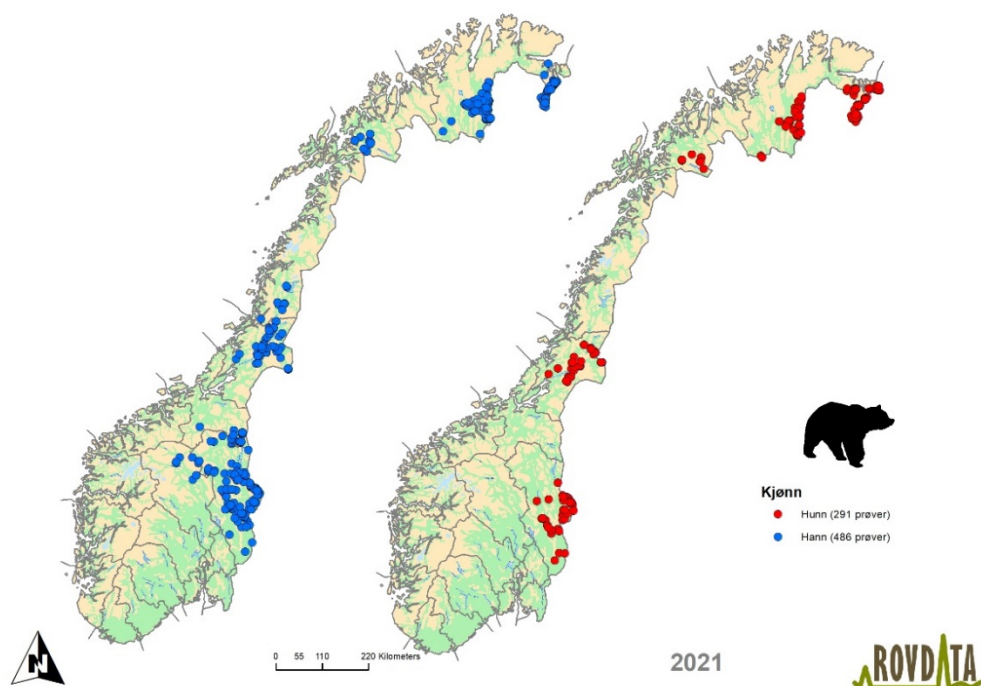 Kjønn
Hunn (291 prøver)
Hann (486 prøver)
N
0 55 110 220 Kilometers
2021
ROVDATA